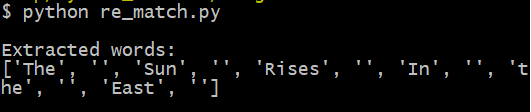 $ python re_match.py
Extracted words:
['The', '', 'Sun', '', 'Rises', '', 'In', '', 't
he', '', 'East', '']